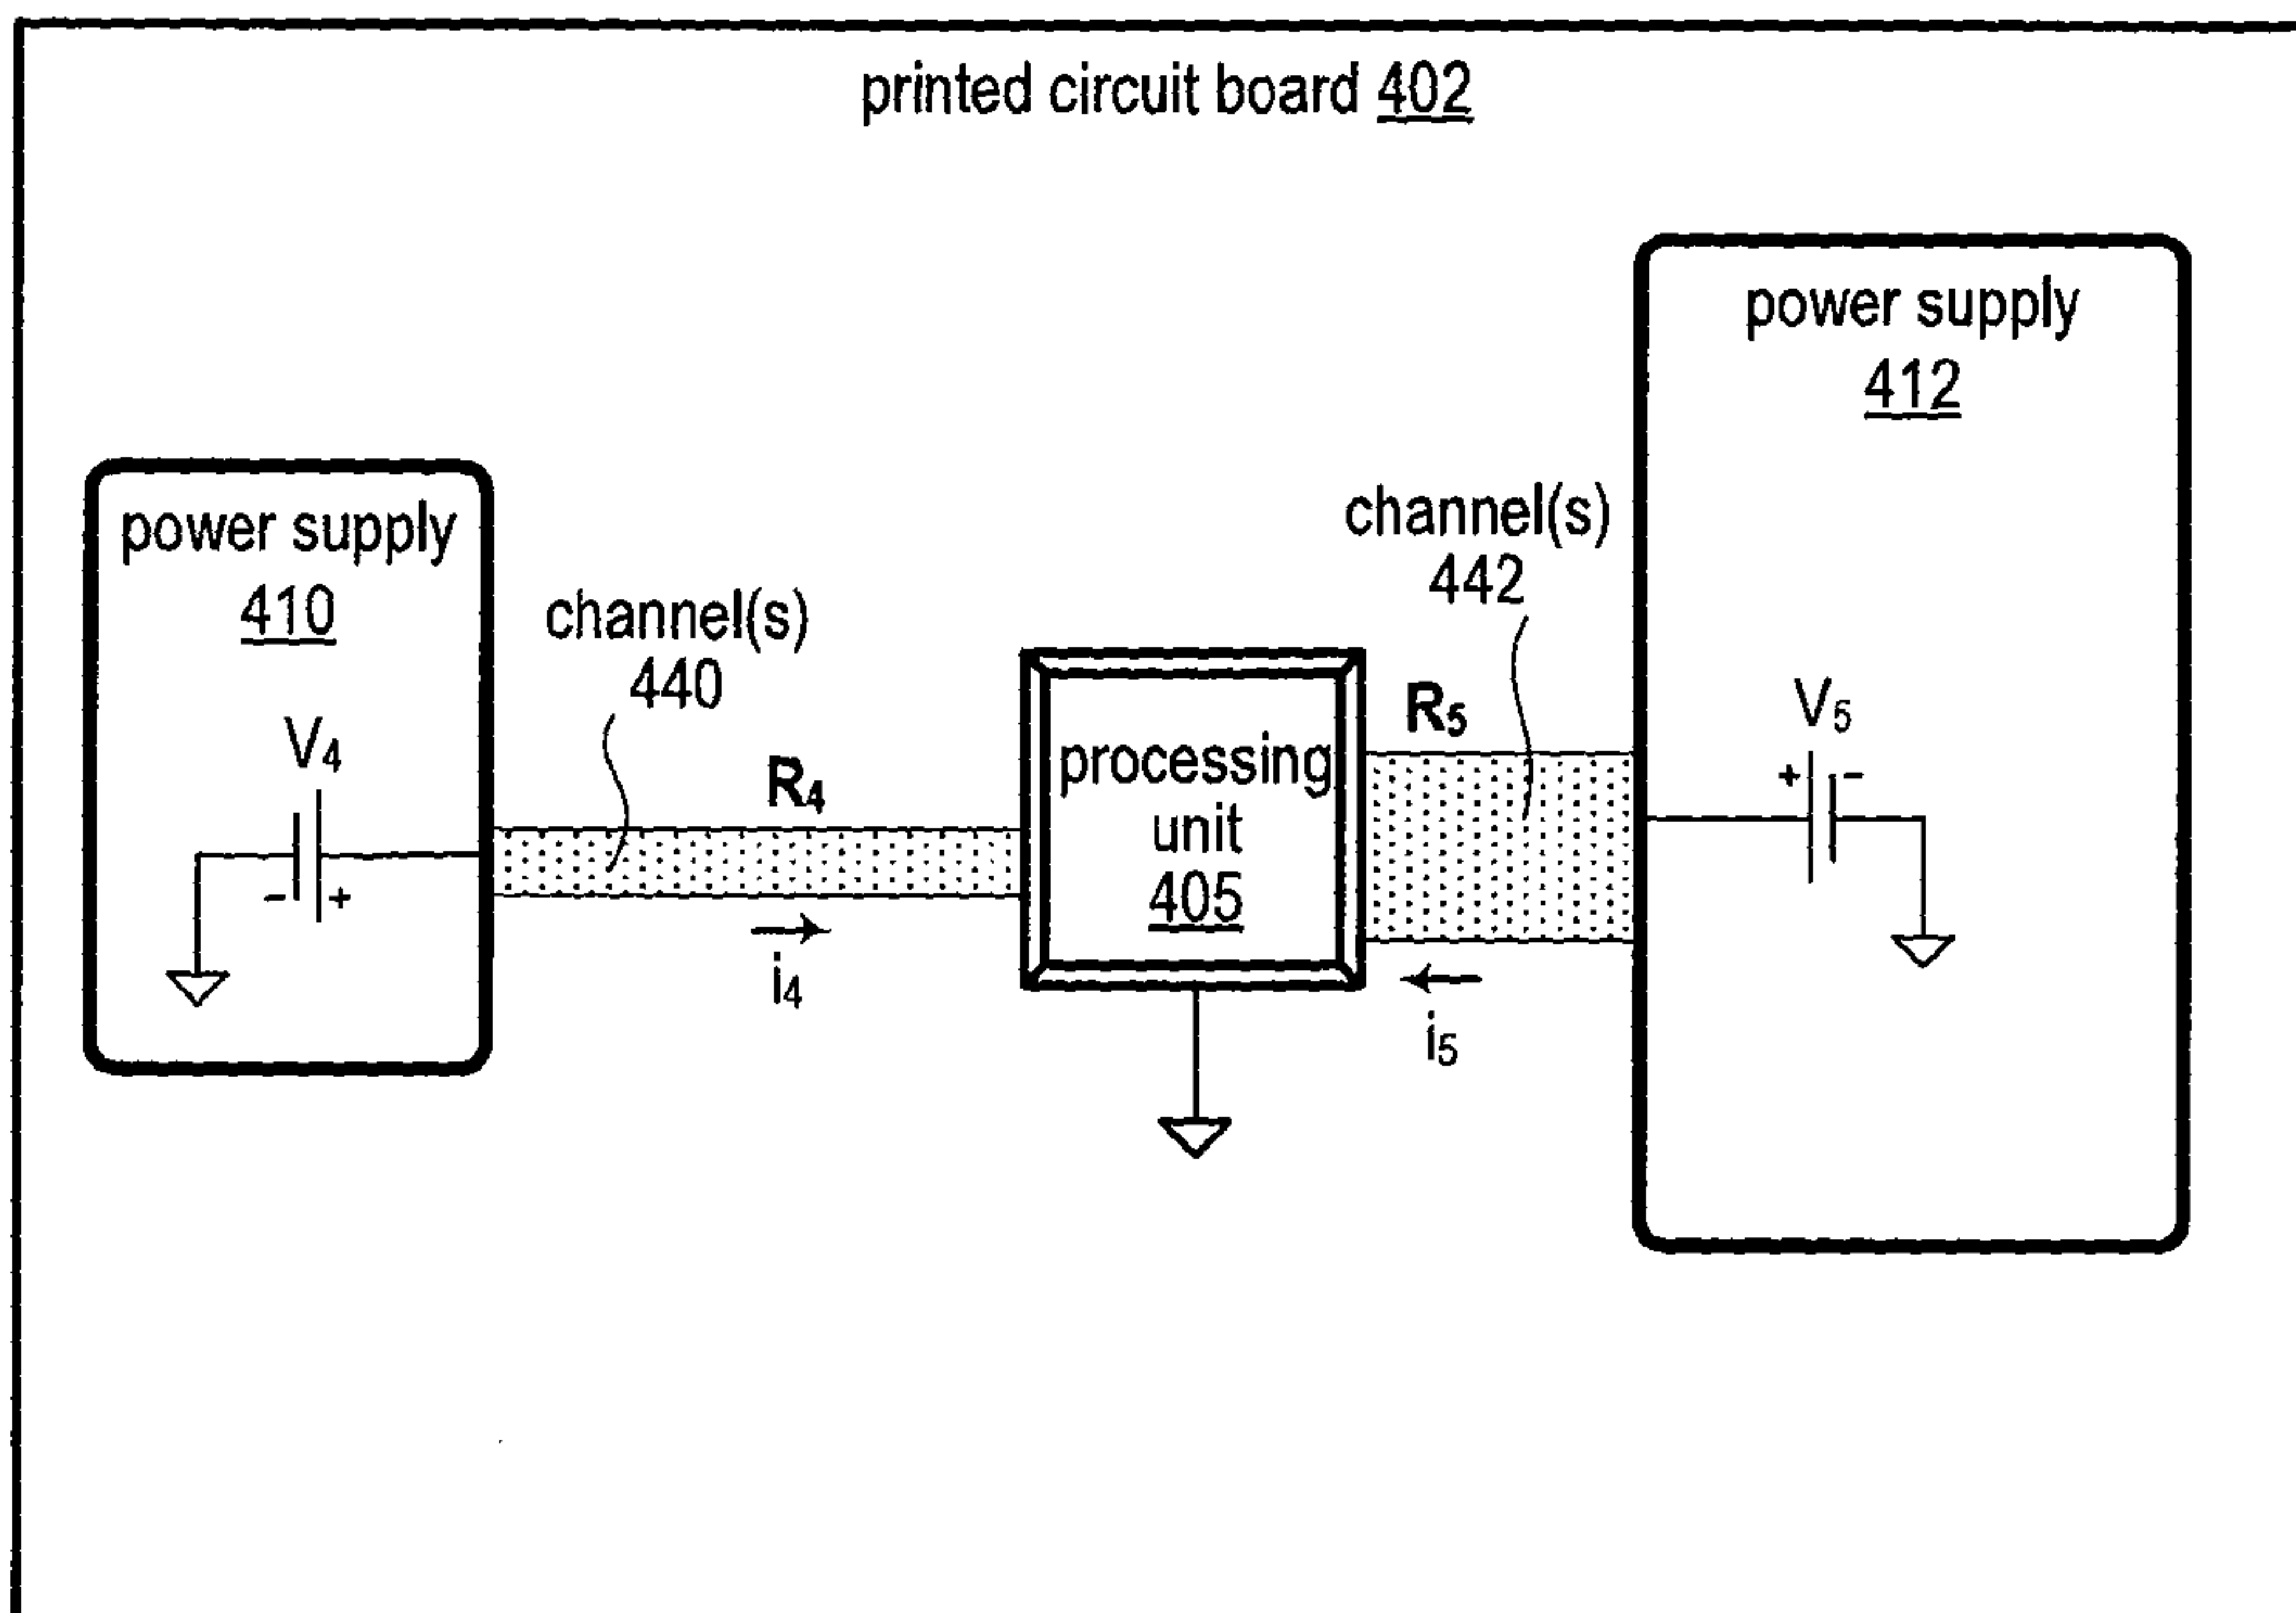 printed circuit board 402
power supply
412
power supply
410
channel(s)
440
channel(s)
442
V4
R4
R5
V5
processing
unit
405
- +
+ -
i4
i5